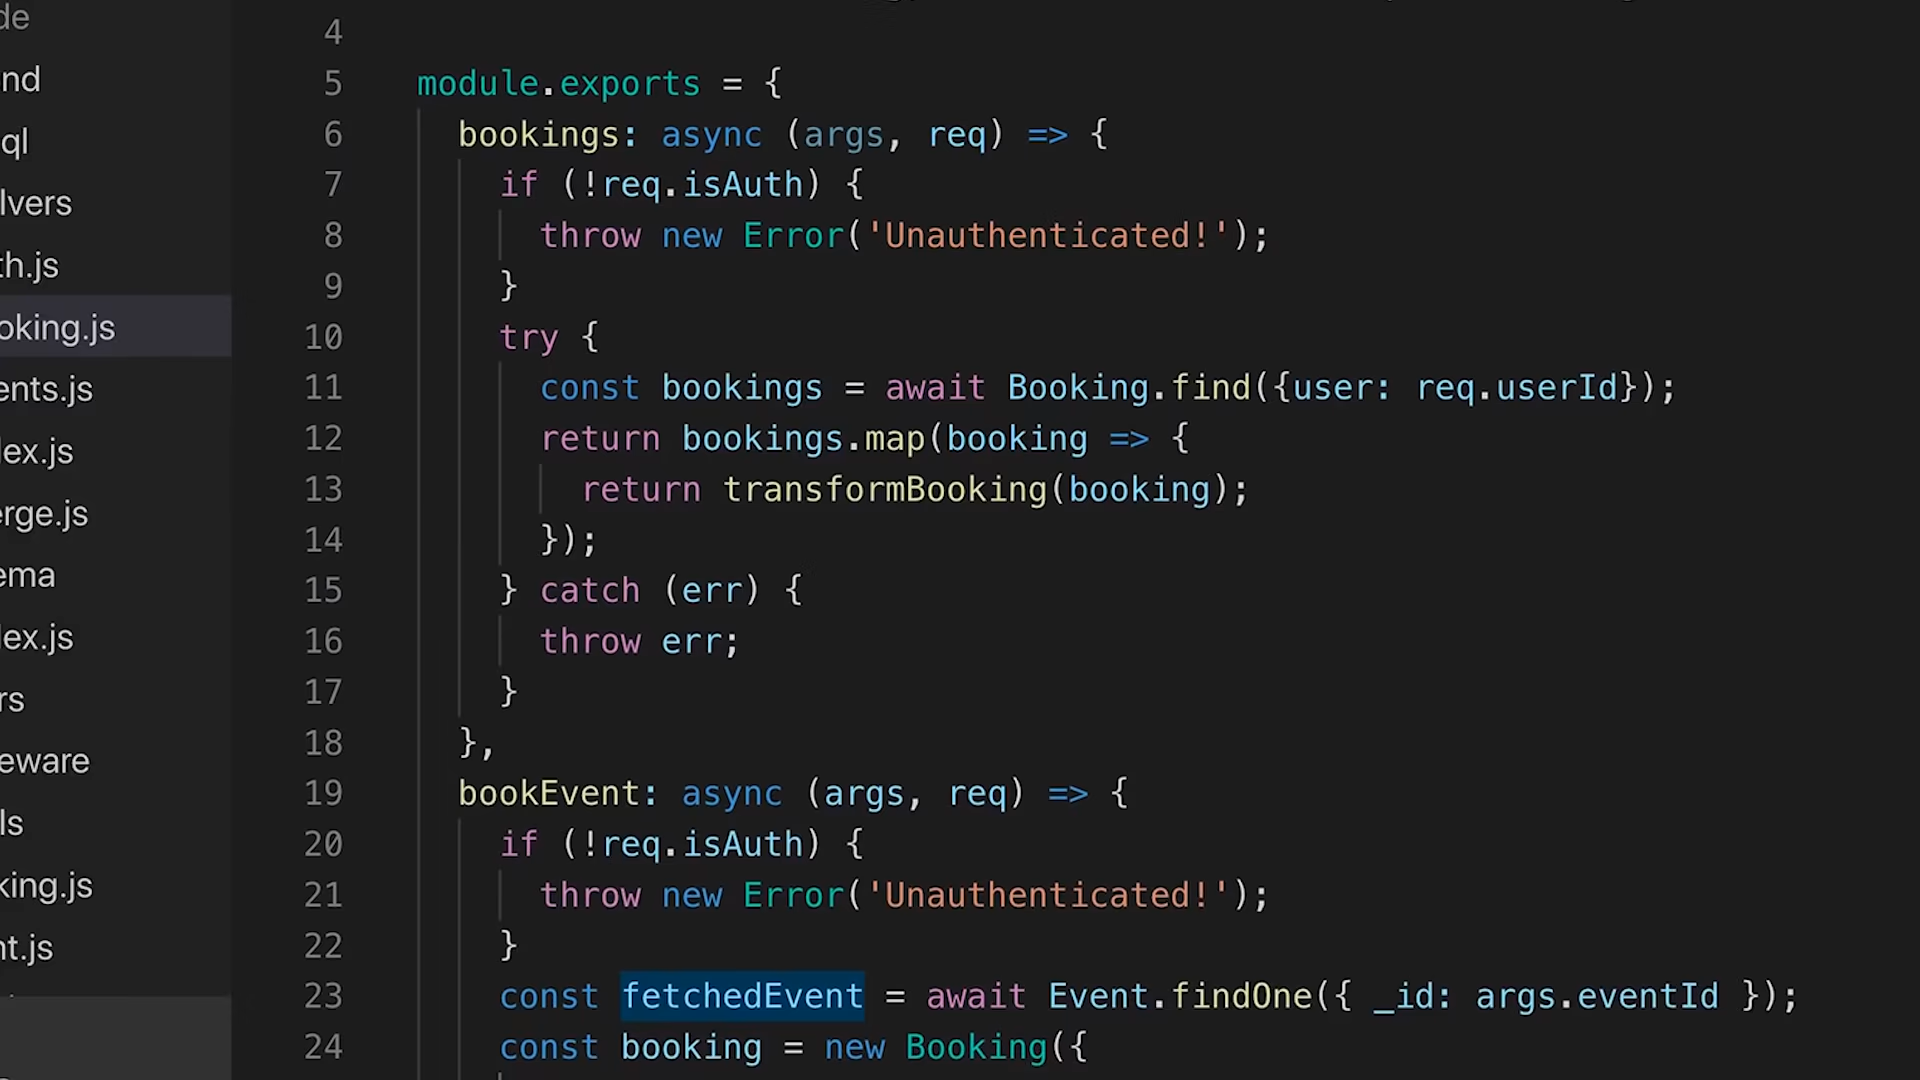 de
nd
ql
lvers
th.js
oking.js
ents.js
lex.js
erge.js
ema
lex.js
rs
eware
ls
king.js
nt.js
4
5 module.exports = {
6 bookings: async (args, req) => {
7 if (!req.isAuth) {
8 throw new Error('Unauthenticated!');
9 }
10 try {
11 const bookings = await Booking.find({user: req.userId});
12 return bookings.map(booking => {
13 return transformBooking(booking);
14 });
15 } catch (err) {
16 throw err;
17 }
18 },
19 bookEvent: async (args, req) => {
20 if (!req.isAuth) {
21 throw new Error('Unauthenticated!');
22 }
23 const fetchedEvent = await Event.findOne({ _id: args.eventId });
24 const booking = new Booking({